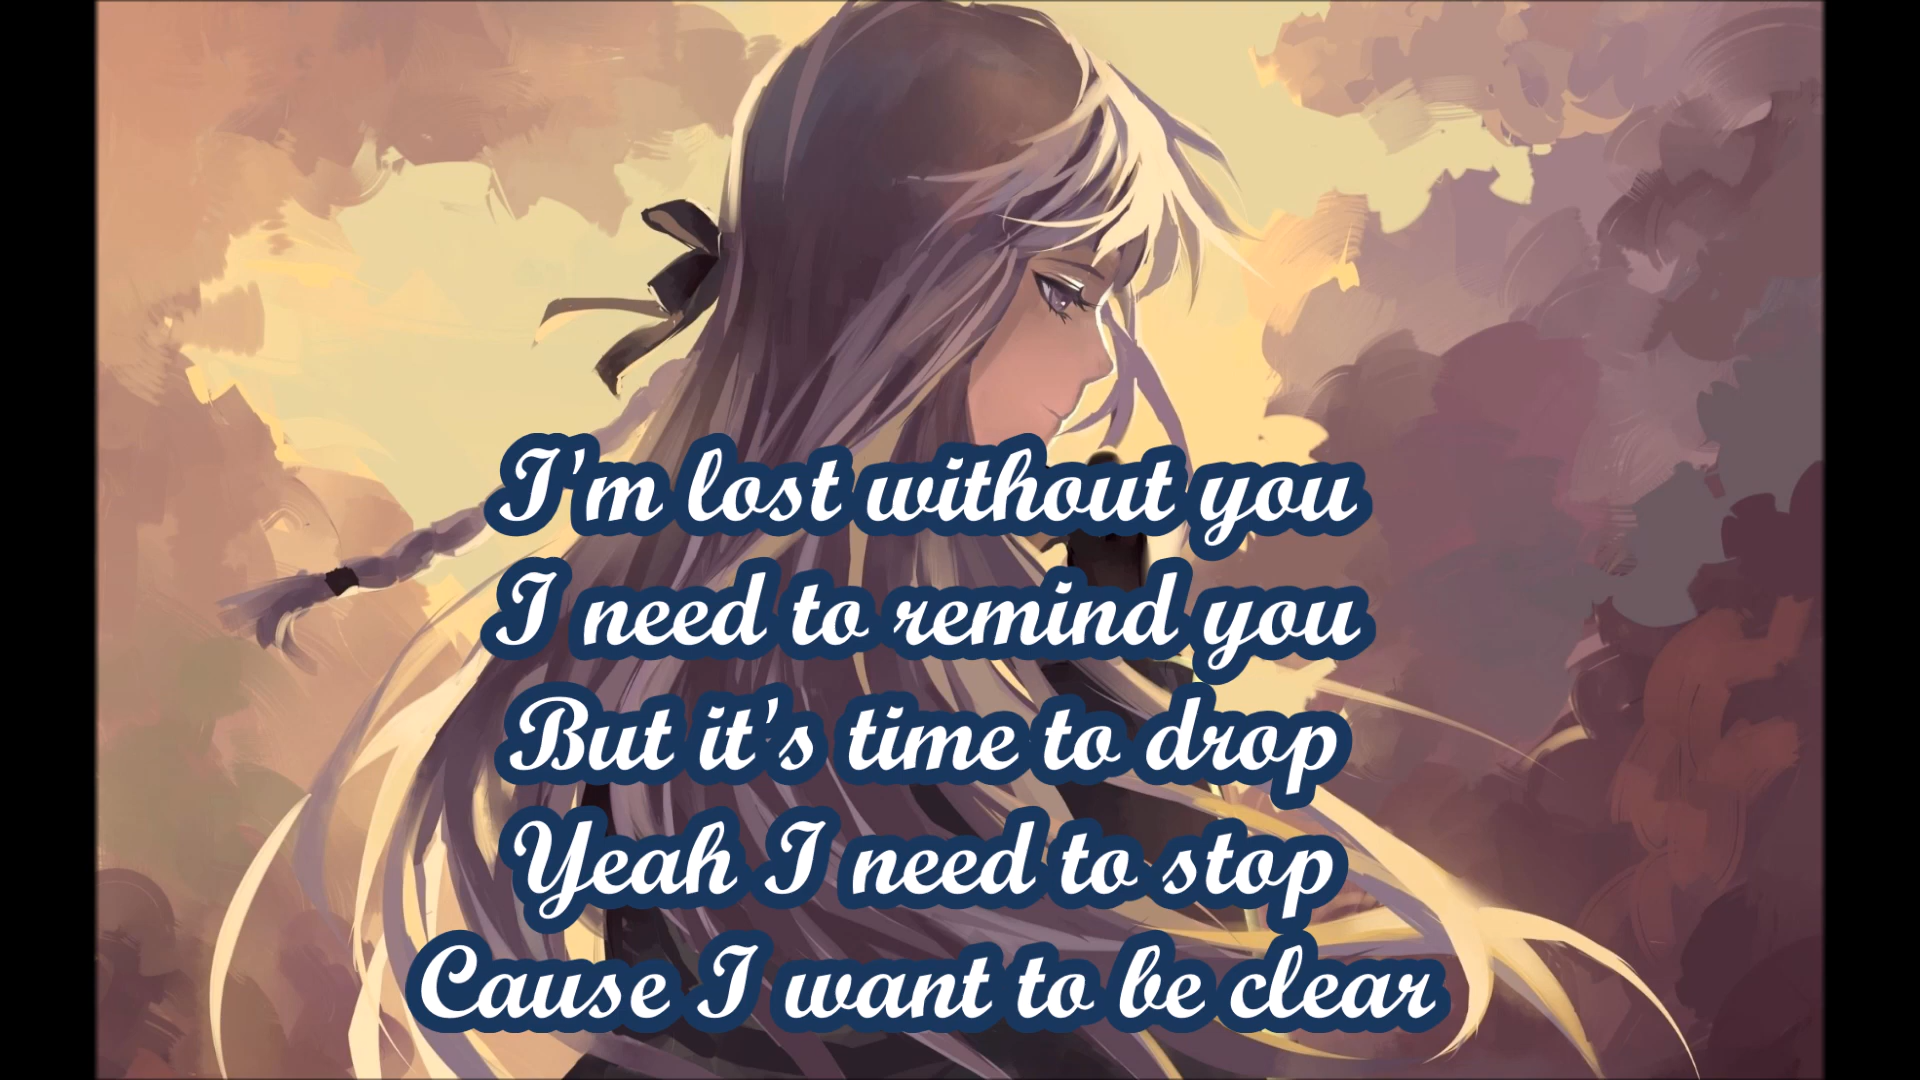 I'm lost without you
I need to remind you
But it's time to drop
Yeah I need to stop
Cause I want to be clear